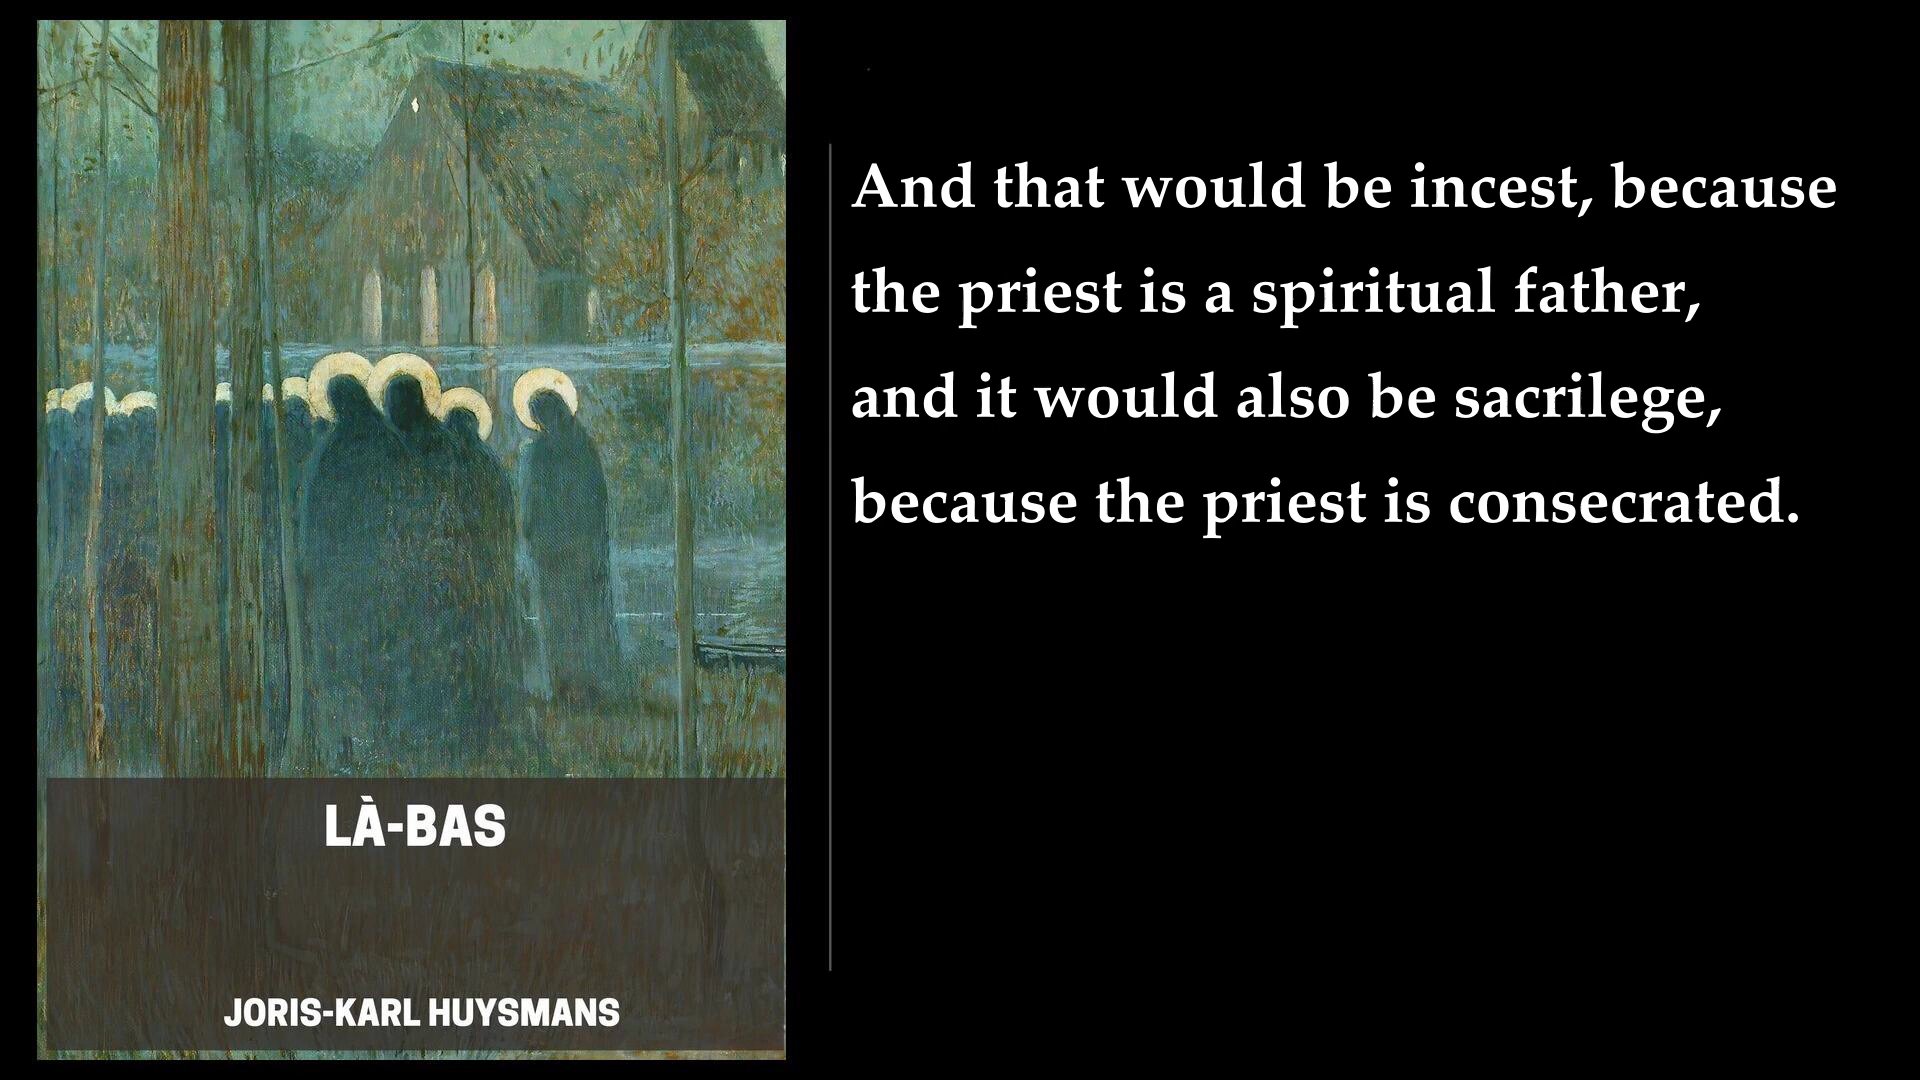 LÀ-BAS
JORIS-KARL HUYSMANS
And that would be incest, because
the priest is a spiritual father,
and it would also be sacrilege,
because the priest is consecrated.